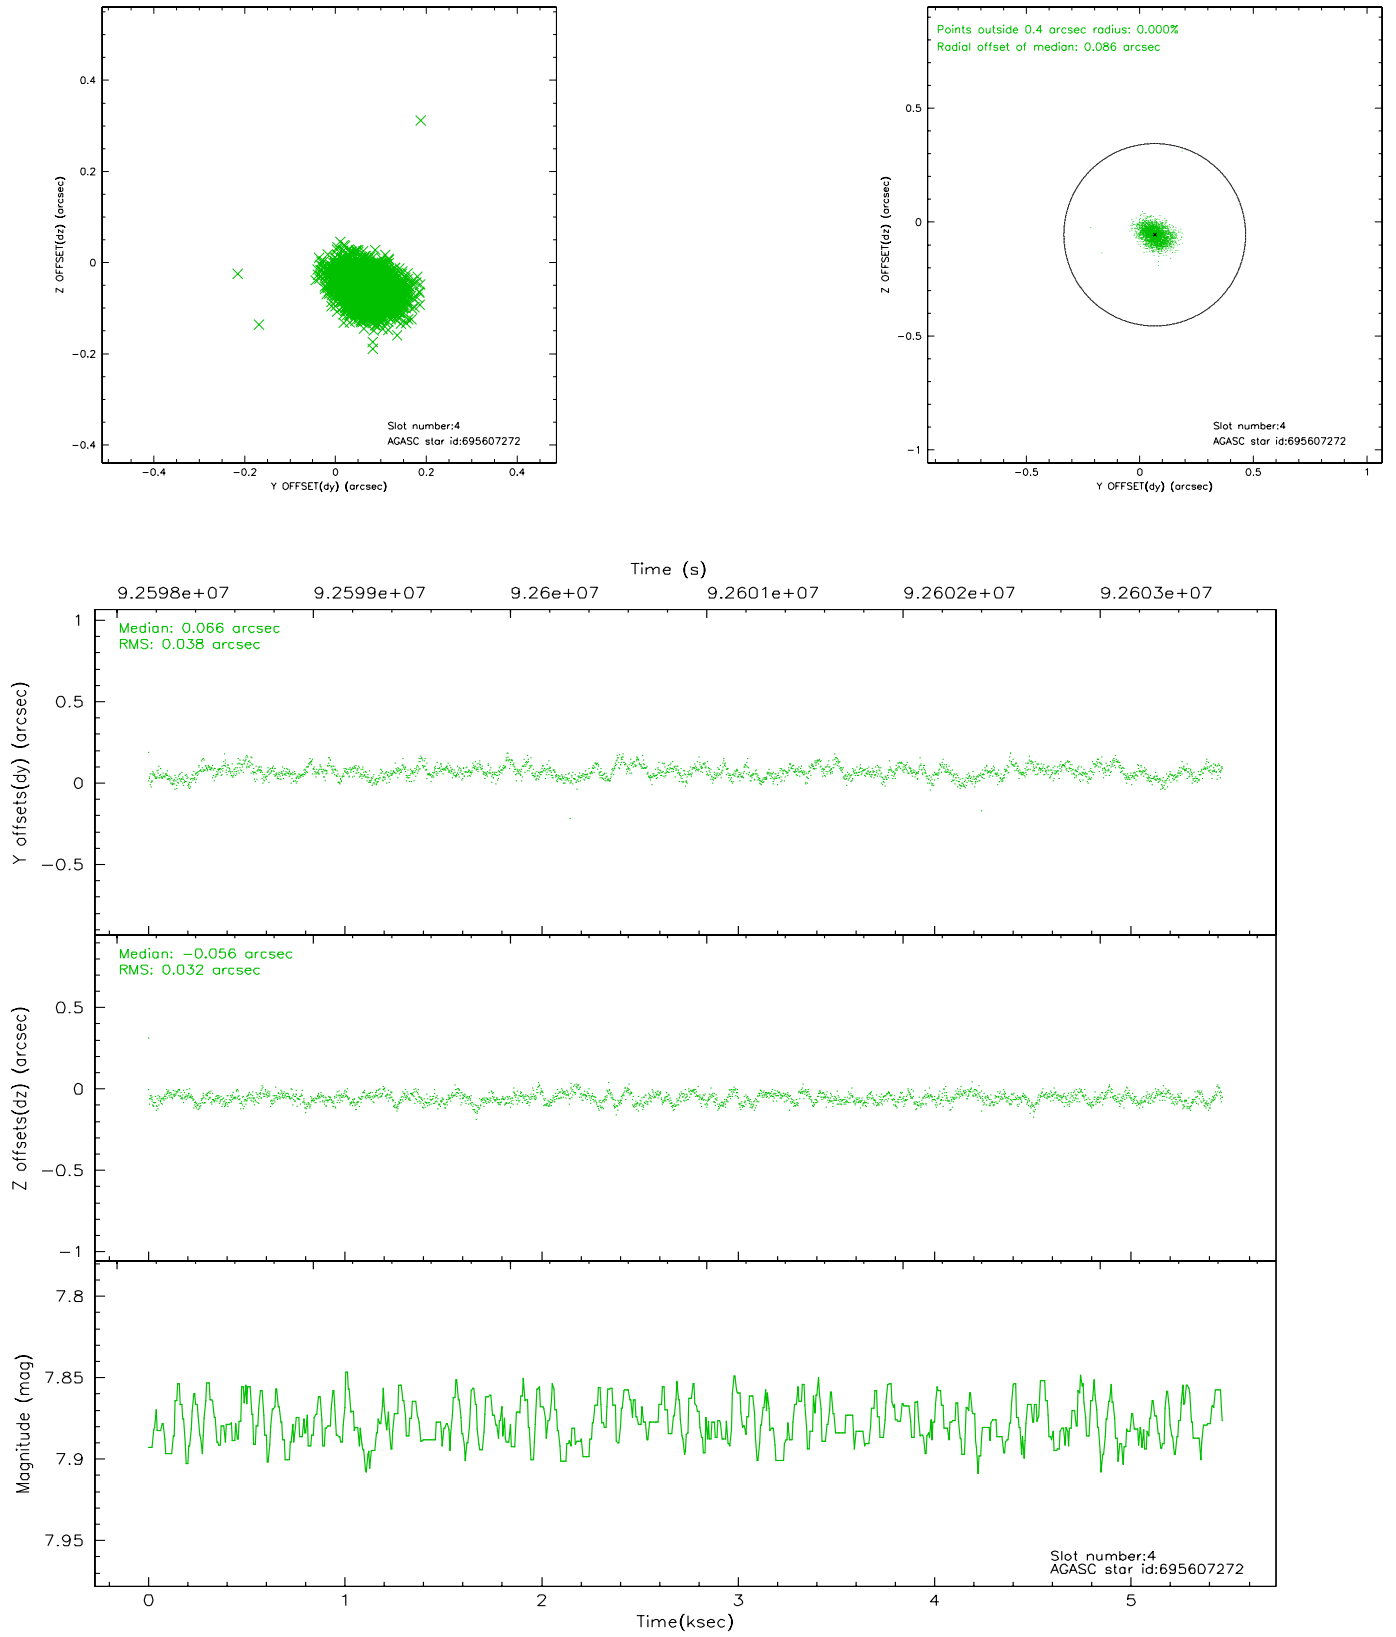 0.4
0.2
0
−0.2
−0.4
Z OFFSET(dz) (arcsec)
Slot number:4
AGASC star id:695607272
−0.4 −0.2 0 0.2 0.4
Y OFFSET(dy) (arcsec)
Points outside 0.4 arcsec radius: 0.000%
Radial offset of median: 0.086 arcsec
0.5
0
−0.5
−1
Z OFFSET(dz) (arcsec)
Slot number:4
AGASC star id:695607272
−0.5 0 0.5 1
Y OFFSET(dy) (arcsec)
Time (s)
9.2598e+07 9.2599e+07 9.26e+07 9.2601e+07 9.2602e+07 9.2603e+07
Median: 0.066 arcsec
RMS: 0.038 arcsec
1
0.5
0
−0.5
Y offsets(dy) (arcsec)
Median: −0.056 arcsec
RMS: 0.032 arcsec
0.5
0
−0.5
−1
Z offsets(dz) (arcsec)
7.8
7.85
7.9
7.95
Magnitude (mag)
Slot number:4
AGASC star id:695607272
0 1 2 3 4 5
Time(ksec)